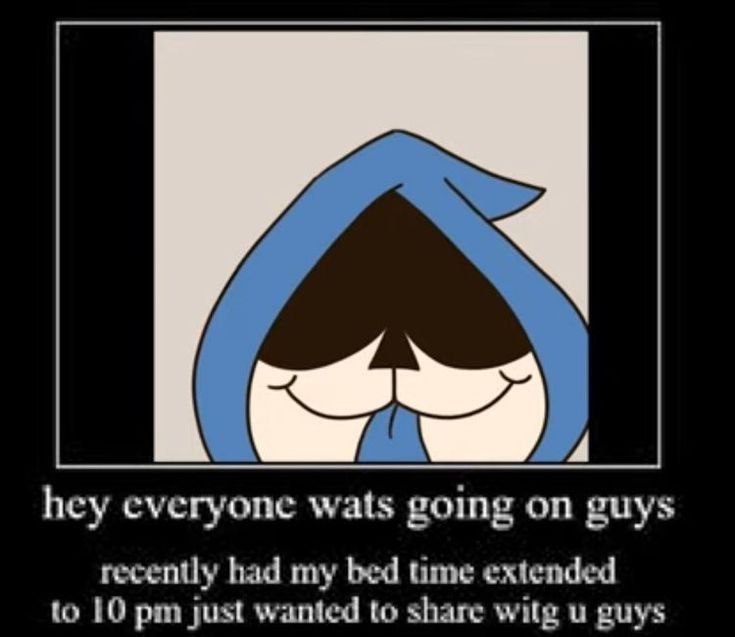 hey everyone wats going on guys
recently had my bed time extended
to 10 pm just wanted to share witg u guys